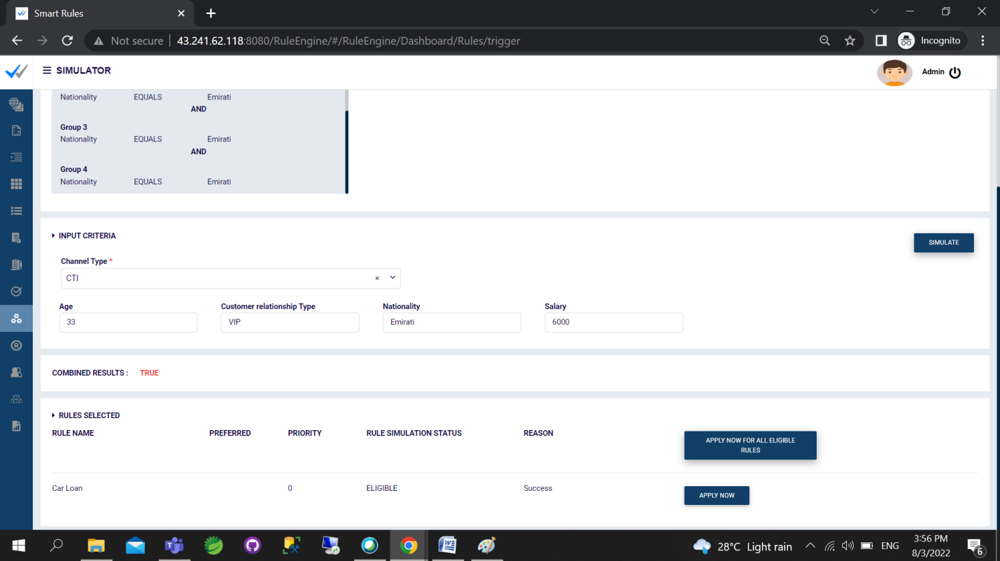 Smart Rules
Not secure 43.241.62.118:8080/RuleEngine/#/RuleEngine/Dashboard/Rules/trigger
Incognito
SIMULATOR
Admin
Nationality EQUALS Emirati
AND
Group 3
Nationality EQUALS Emirati
AND
Group 4
Nationality EQUALS Emirati
INPUT CRITERIA
SIMULATE
Channel Type *
CTI
Age Customer relationship Type Nationality Salary
33 VIP Emirati 6000
COMBINED RESULTS : TRUE
RULES SELECTED
RULE NAME PREFERRED PRIORITY RULE SIMULATION STATUS REASON
APPLY NOW FOR ALL ELIGIBLE
RULES
Car Loan 0 ELIGIBLE Success
APPLY NOW
28°C Light rain
ENG
3:56 PM
8/3/2022
6